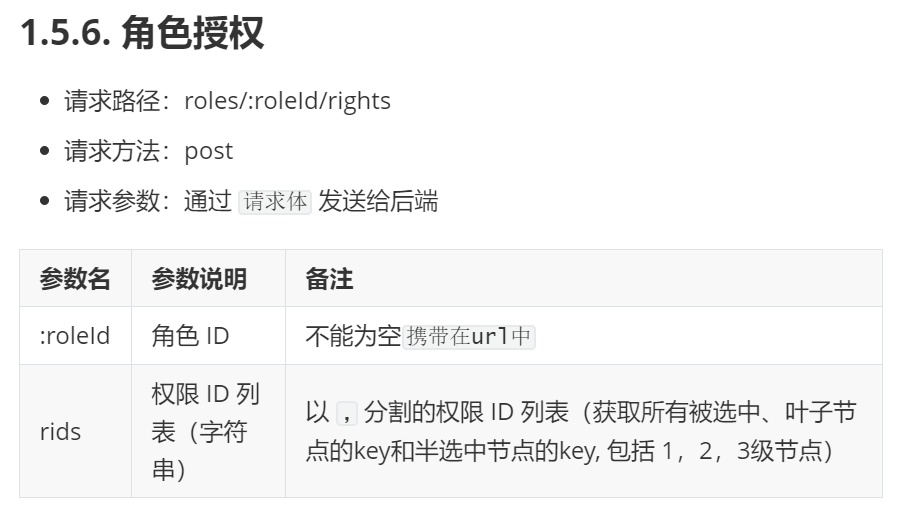 1.5.6. 角色授权
请求路径：roles/:roleId/rights
请求方法：post
请求参数：通过 请求体 发送给后端
参数名 参数说明 备注
:roleId 角色 ID 不能为空携带在url中
rids
权限 ID 列
表（字符
串）
以 , 分割的权限 ID 列表（获取所有被选中、叶子节
点的key和半选中节点的key, 包括 1，2，3级节点）